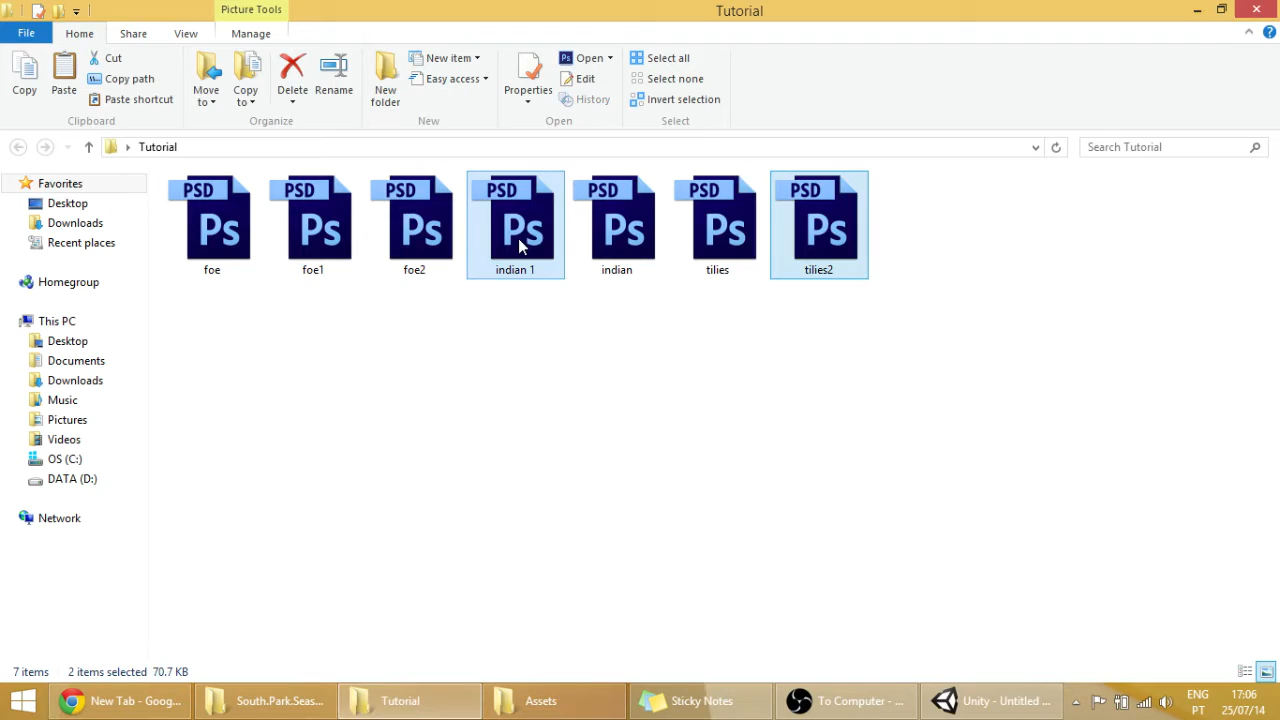 Picture Tools
Tutorial
File Home Share View Manage
Copy
Paste
Cut
Copy path
Paste shortcut
Clipboard
Move to
Copy to
Delete
Rename
Organize
New folder
New item
Easy access
New
Properties
Ps Open
Edit
History
Open
Select all
Select none
Invert selection
Select
Tutorial
Search Tutorial
Favorites
Desktop
Downloads
Recent places
Homegroup
This PC
Desktop
Documents
Downloads
Music
Pictures
Videos
OS (C:)
DATA (D:)
Network
PSD PSD PSD PSD PSD PSD PSD
Ps Ps Ps Ps Ps Ps Ps
foe foe1 foe2 indian 1 indian tilies tilies2
7 items 2 items selected 70.7 KB
New Tab - Goog...
South.Park.Seas...
Tutorial
Assets
Sticky Notes
To Computer - ...
Unity - Untitled ...
ENG 17:06
PT 25/07/14